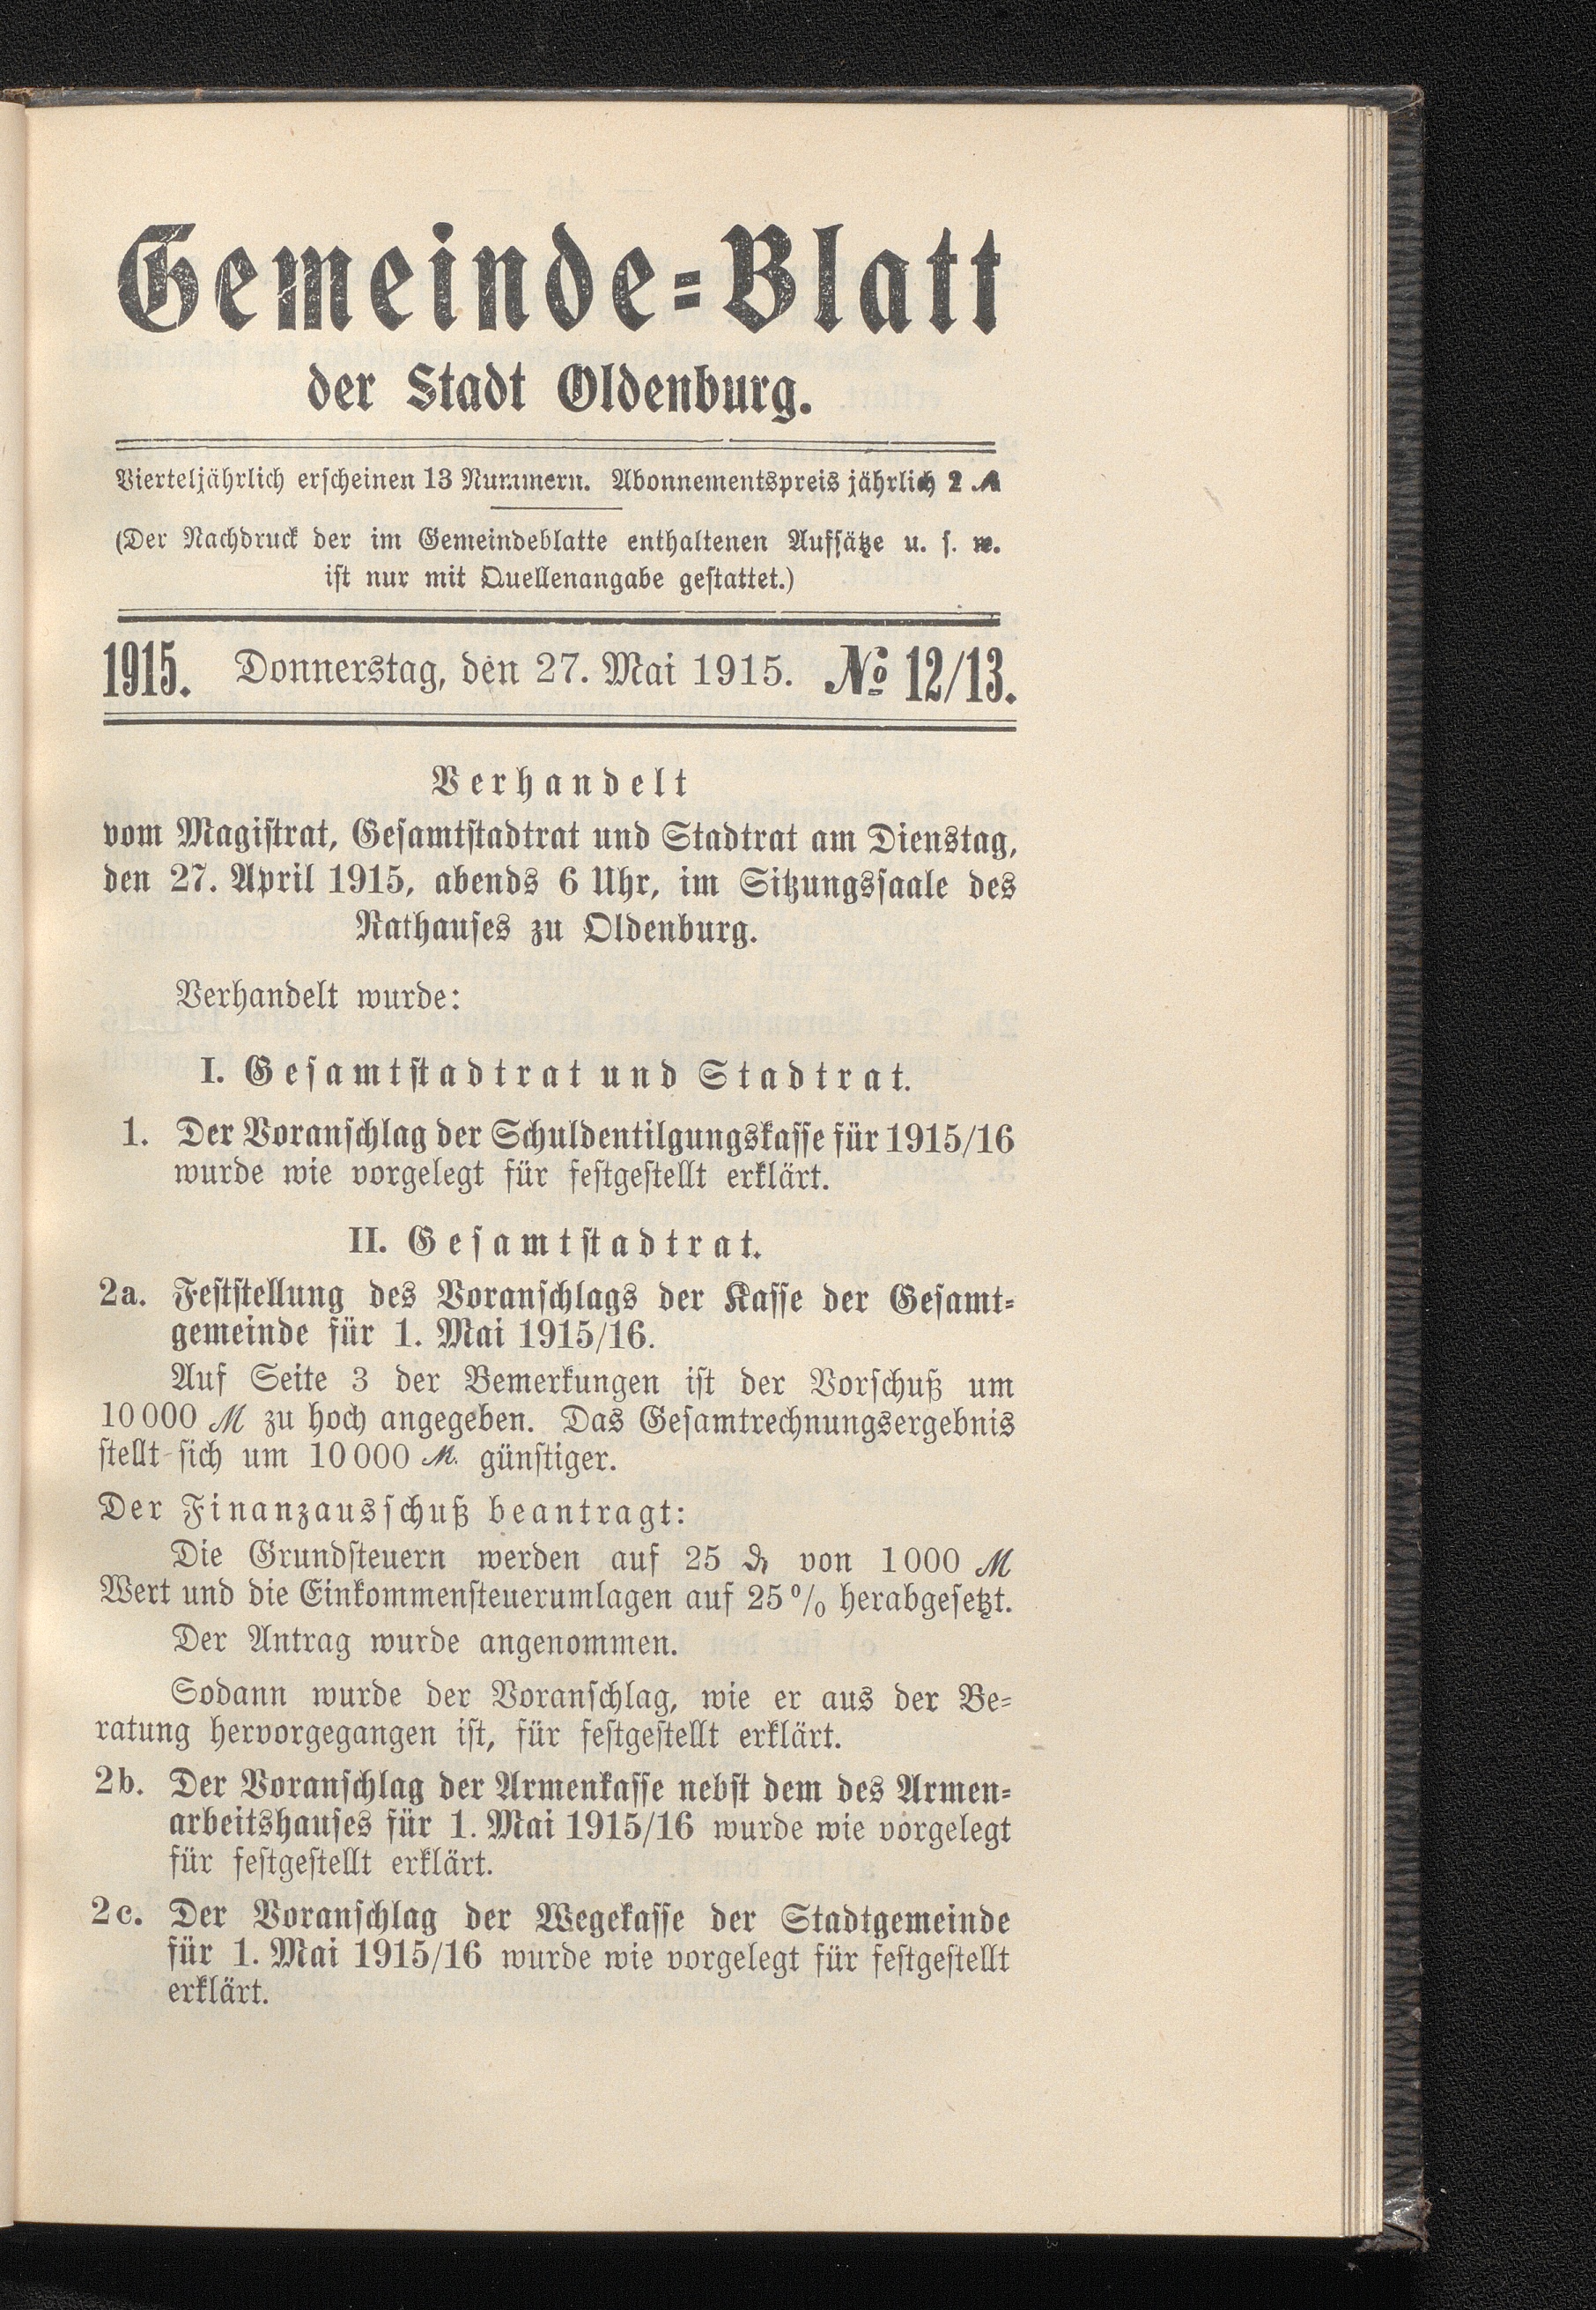 Gemeinde=Blatt
der Stadt Oldenburg.
Vierteljährlich erscheinen 13 Nummern. Abonnementspreis jährlich 2 ℳ
(Der Nachdruck der im Gemeindeblatte enthaltenen Aufsätze u. s. w.
ist nur mit Quellenangabe gestattet.)
1915. Donnerstag, den 27. Mai 1915. № 12/13.
Verhandelt
vom Magistrat, Gesamtstadtrat und Stadtrat am Dienstag,
den 27. April 1915, abends 6 Uhr, im Sitzungssaale des
Rathauses zu Oldenburg.
Verhandelt wurde:
I. Gesamtstadtrat und Stadtrat.
1. Der Voranschlag der Schuldentilgungskasse für 1915/16
wurde wie vorgelegt für festgestellt erklärt.
II. Gesamtstadtrat.
2a. Feststellung des Voranschlags der Kasse der Gesamt=
gemeinde für 1. Mai 1915/16.
Auf Seite 3 der Bemerkungen ist der Vorschuß um
10000 ℳ zu hoch angegeben. Das Gesamtrechnungsergebnis
stellt sich um 10000 ℳ. günstiger.
Der Finanzausschuß beantragt:
Die Grundsteuern werden auf 25 ₰ von 1000 ℳ
Wert und die Einkommensteuerumlagen auf 25 % herabgesetzt.
Der Antrag wurde angenommen.
Sodann wurde der Voranschlag, wie er aus der Be=
ratung hervorgegangen ist, für festgestellt erklärt.
2b. Der Voranschlag der Armenkasse nebst dem des Armen=
arbeitshauses für 1. Mai 1915/16 wurde wie vorgelegt
für festgestellt erklärt.
2c. Der Voranschlag der Wegekasse der Stadtgemeinde
für 1. Mai 1915/16 wurde wie vorgelegt für festgestellt
erklärt.